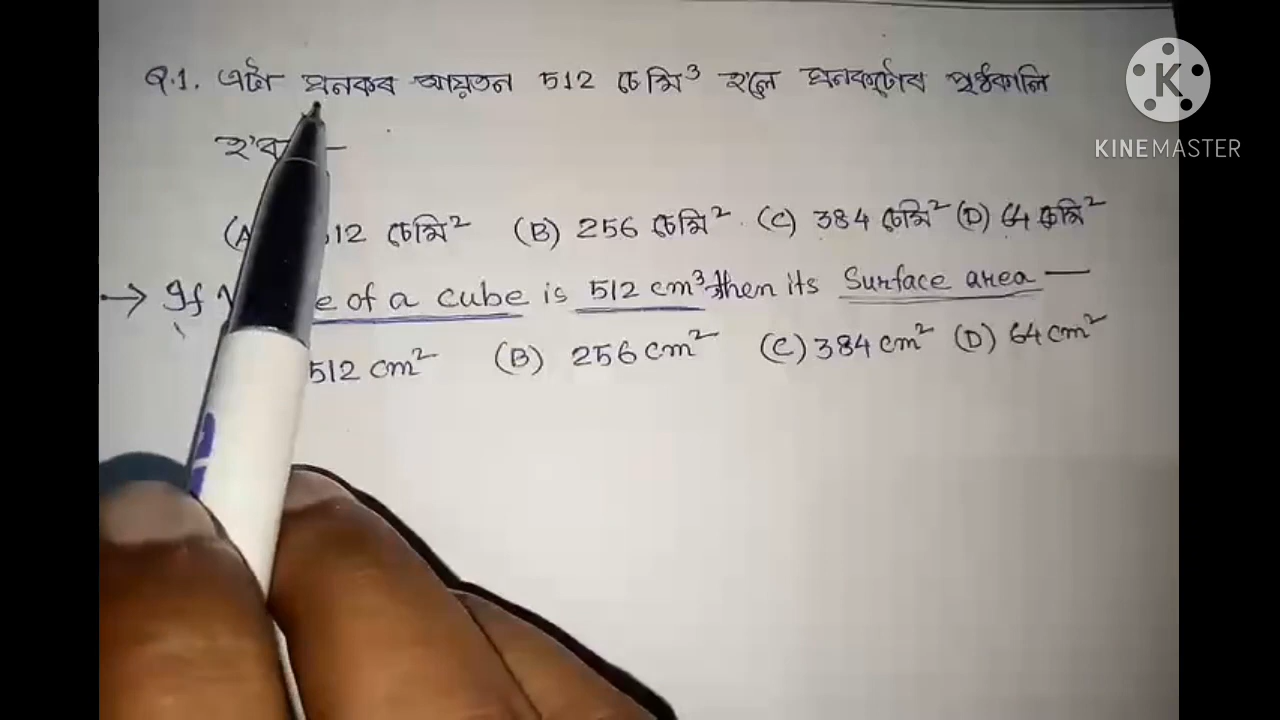 Q.1. এটা ঘনকৰ আয়তন 512 চেমি³ হ'লে ঘনকটোৰ পৃষ্ঠকালি
হ'ব —
12 চেমি² (B) 256 চেমি² (C) 384 চেমি² (D) 64 চেমি²
→ If e of a cube is 512 cm³ then its Surface area —
512 cm² (B) 256 cm² (C) 384 cm² (D) 64 cm²
K
KINEMASTER